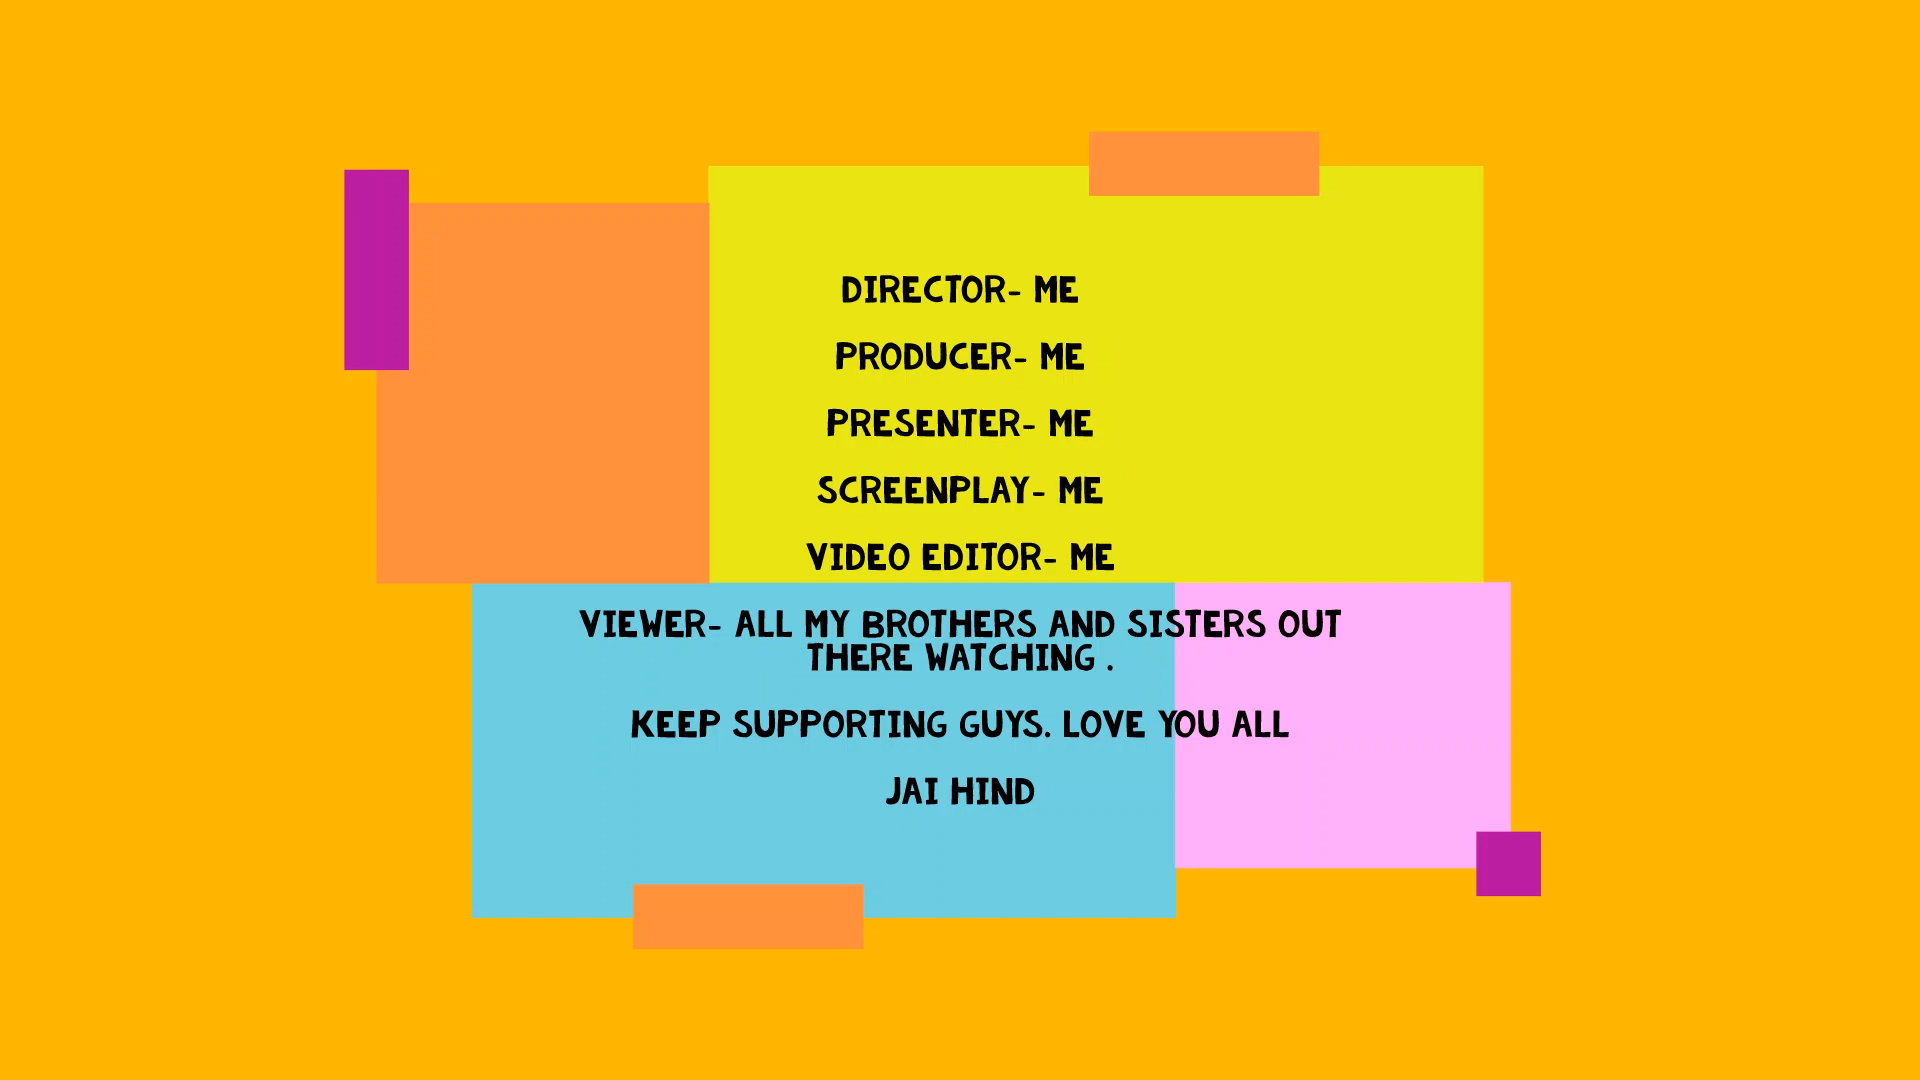 DIRECTOR- ME
PRODUCER- ME
PRESENTER- ME
SCREENPLAY- ME
VIDEO EDITOR- ME
VIEWER- ALL MY BROTHERS AND SISTERS OUT
THERE WATCHING .
KEEP SUPPORTING GUYS. LOVE YOU ALL
JAI HIND